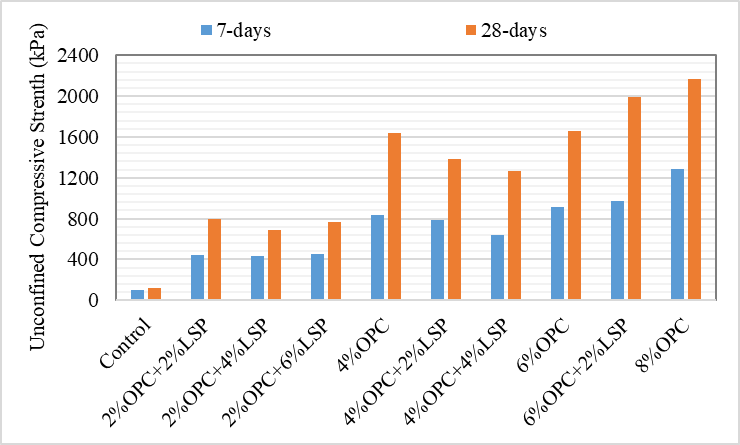 7-days
28-days
Unconfined Compressive Strenth (kPa)
2400
2000
1600
1200
800
400
0
Control
2%OPC+2%LSP
2%OPC+4%LSP
2%OPC+6%LSP
4%OPC
4%OPC+2%LSP
4%OPC+4%LSP
6%OPC
6%OPC+2%LSP
8%OPC